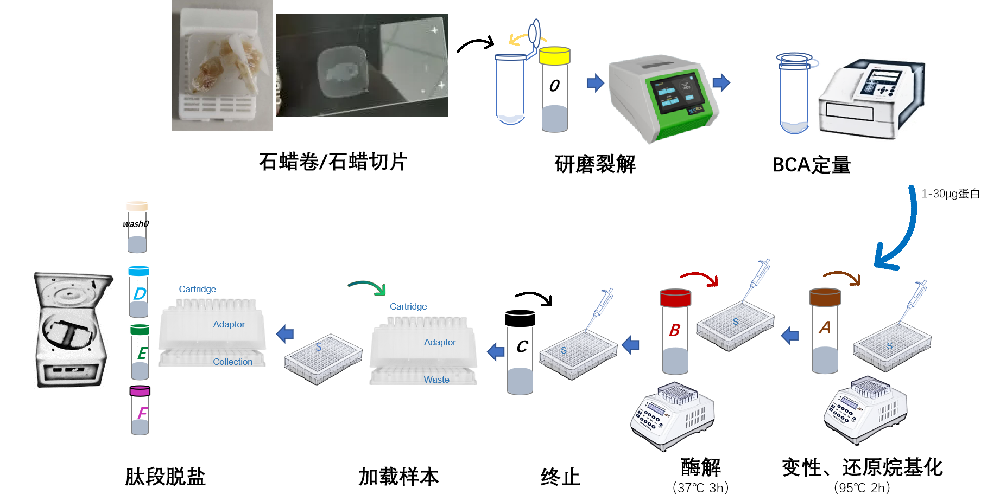 0
石蜡卷/石蜡切片
研磨裂解
BCA定量
1-30μg蛋白
wash0
D
E
F
Cartridge
Adaptor
Collection
S
Cartridge
Adaptor
Waste
C
S
B
S
A
S
肽段脱盐
加载样本
终止
酶解
（37℃ 3h）
变性、还原烷基化
（95℃ 2h）